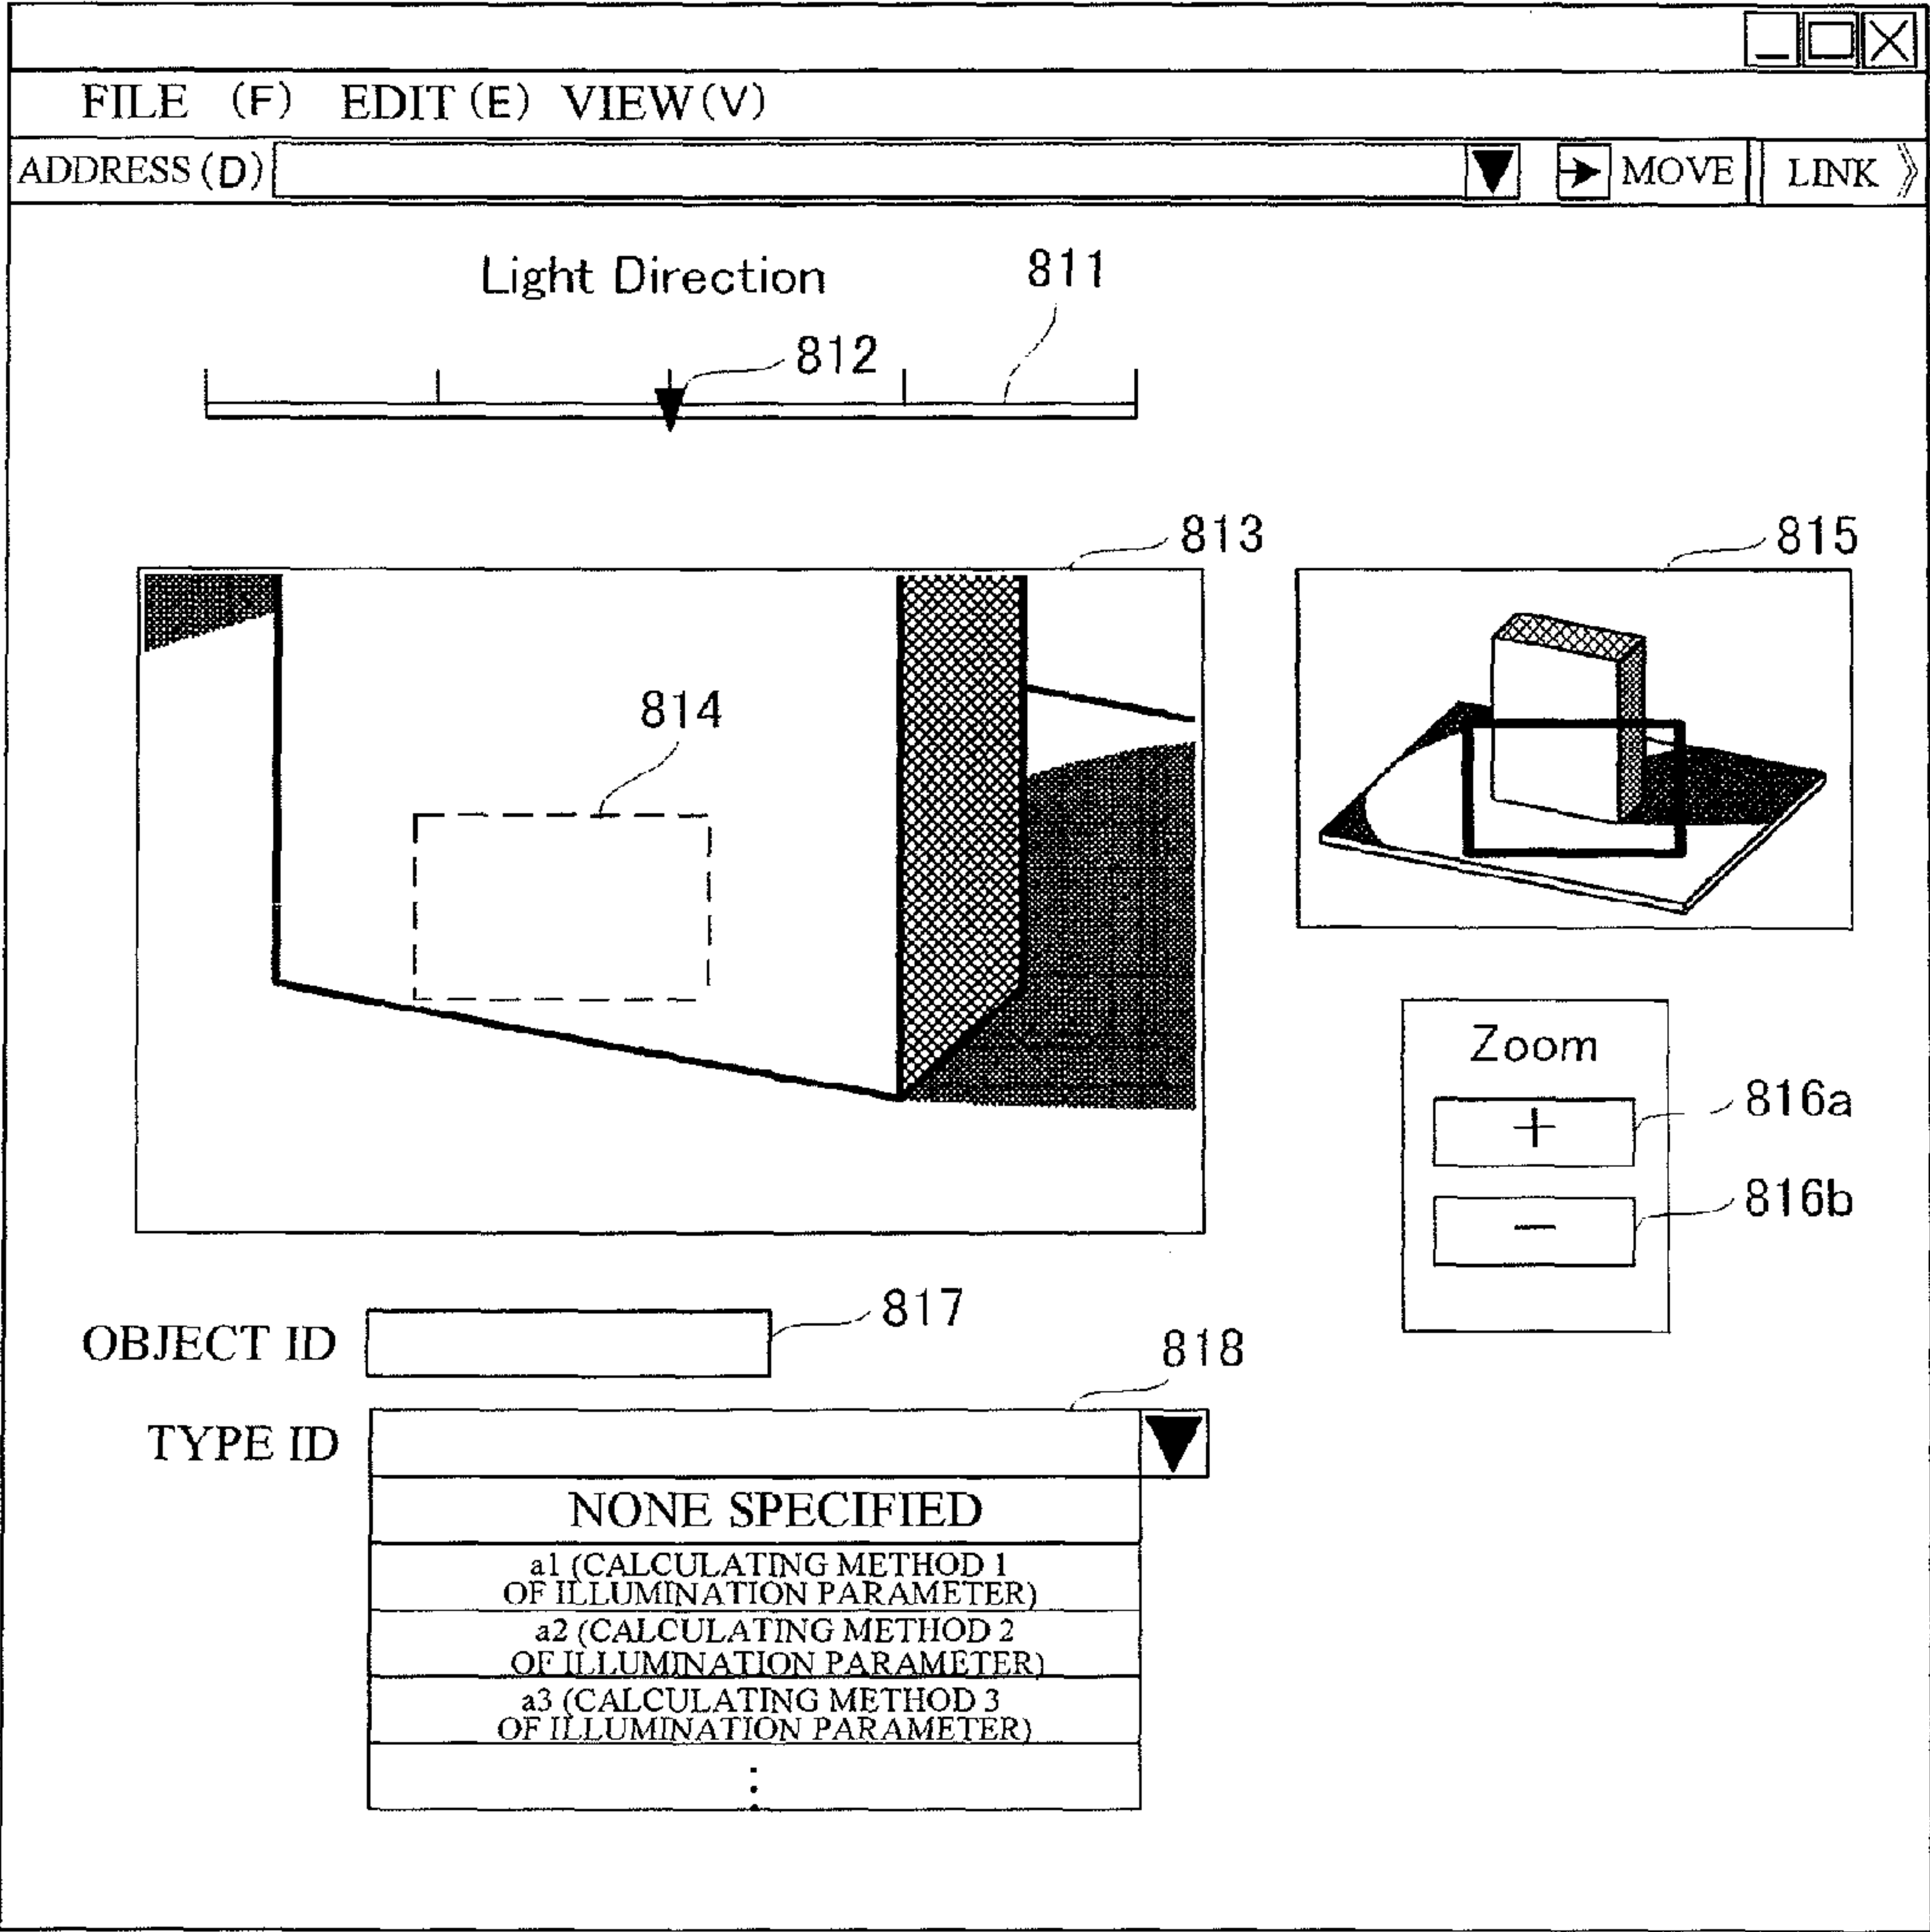 FILE (F) EDIT (E) VIEW (V)
ADDRESS (D) MOVE LINK
Light Direction
811
812
813
815
814
Zoom
+
816a
−
816b
OBJECT ID
817
818
TYPE ID
NONE SPECIFIED
a1 (CALCULATING METHOD 1
OF ILLUMINATION PARAMETER)
a2 (CALCULATING METHOD 2
OF ILLUMINATION PARAMETER)
a3 (CALCULATING METHOD 3
OF ILLUMINATION PARAMETER)
⋮